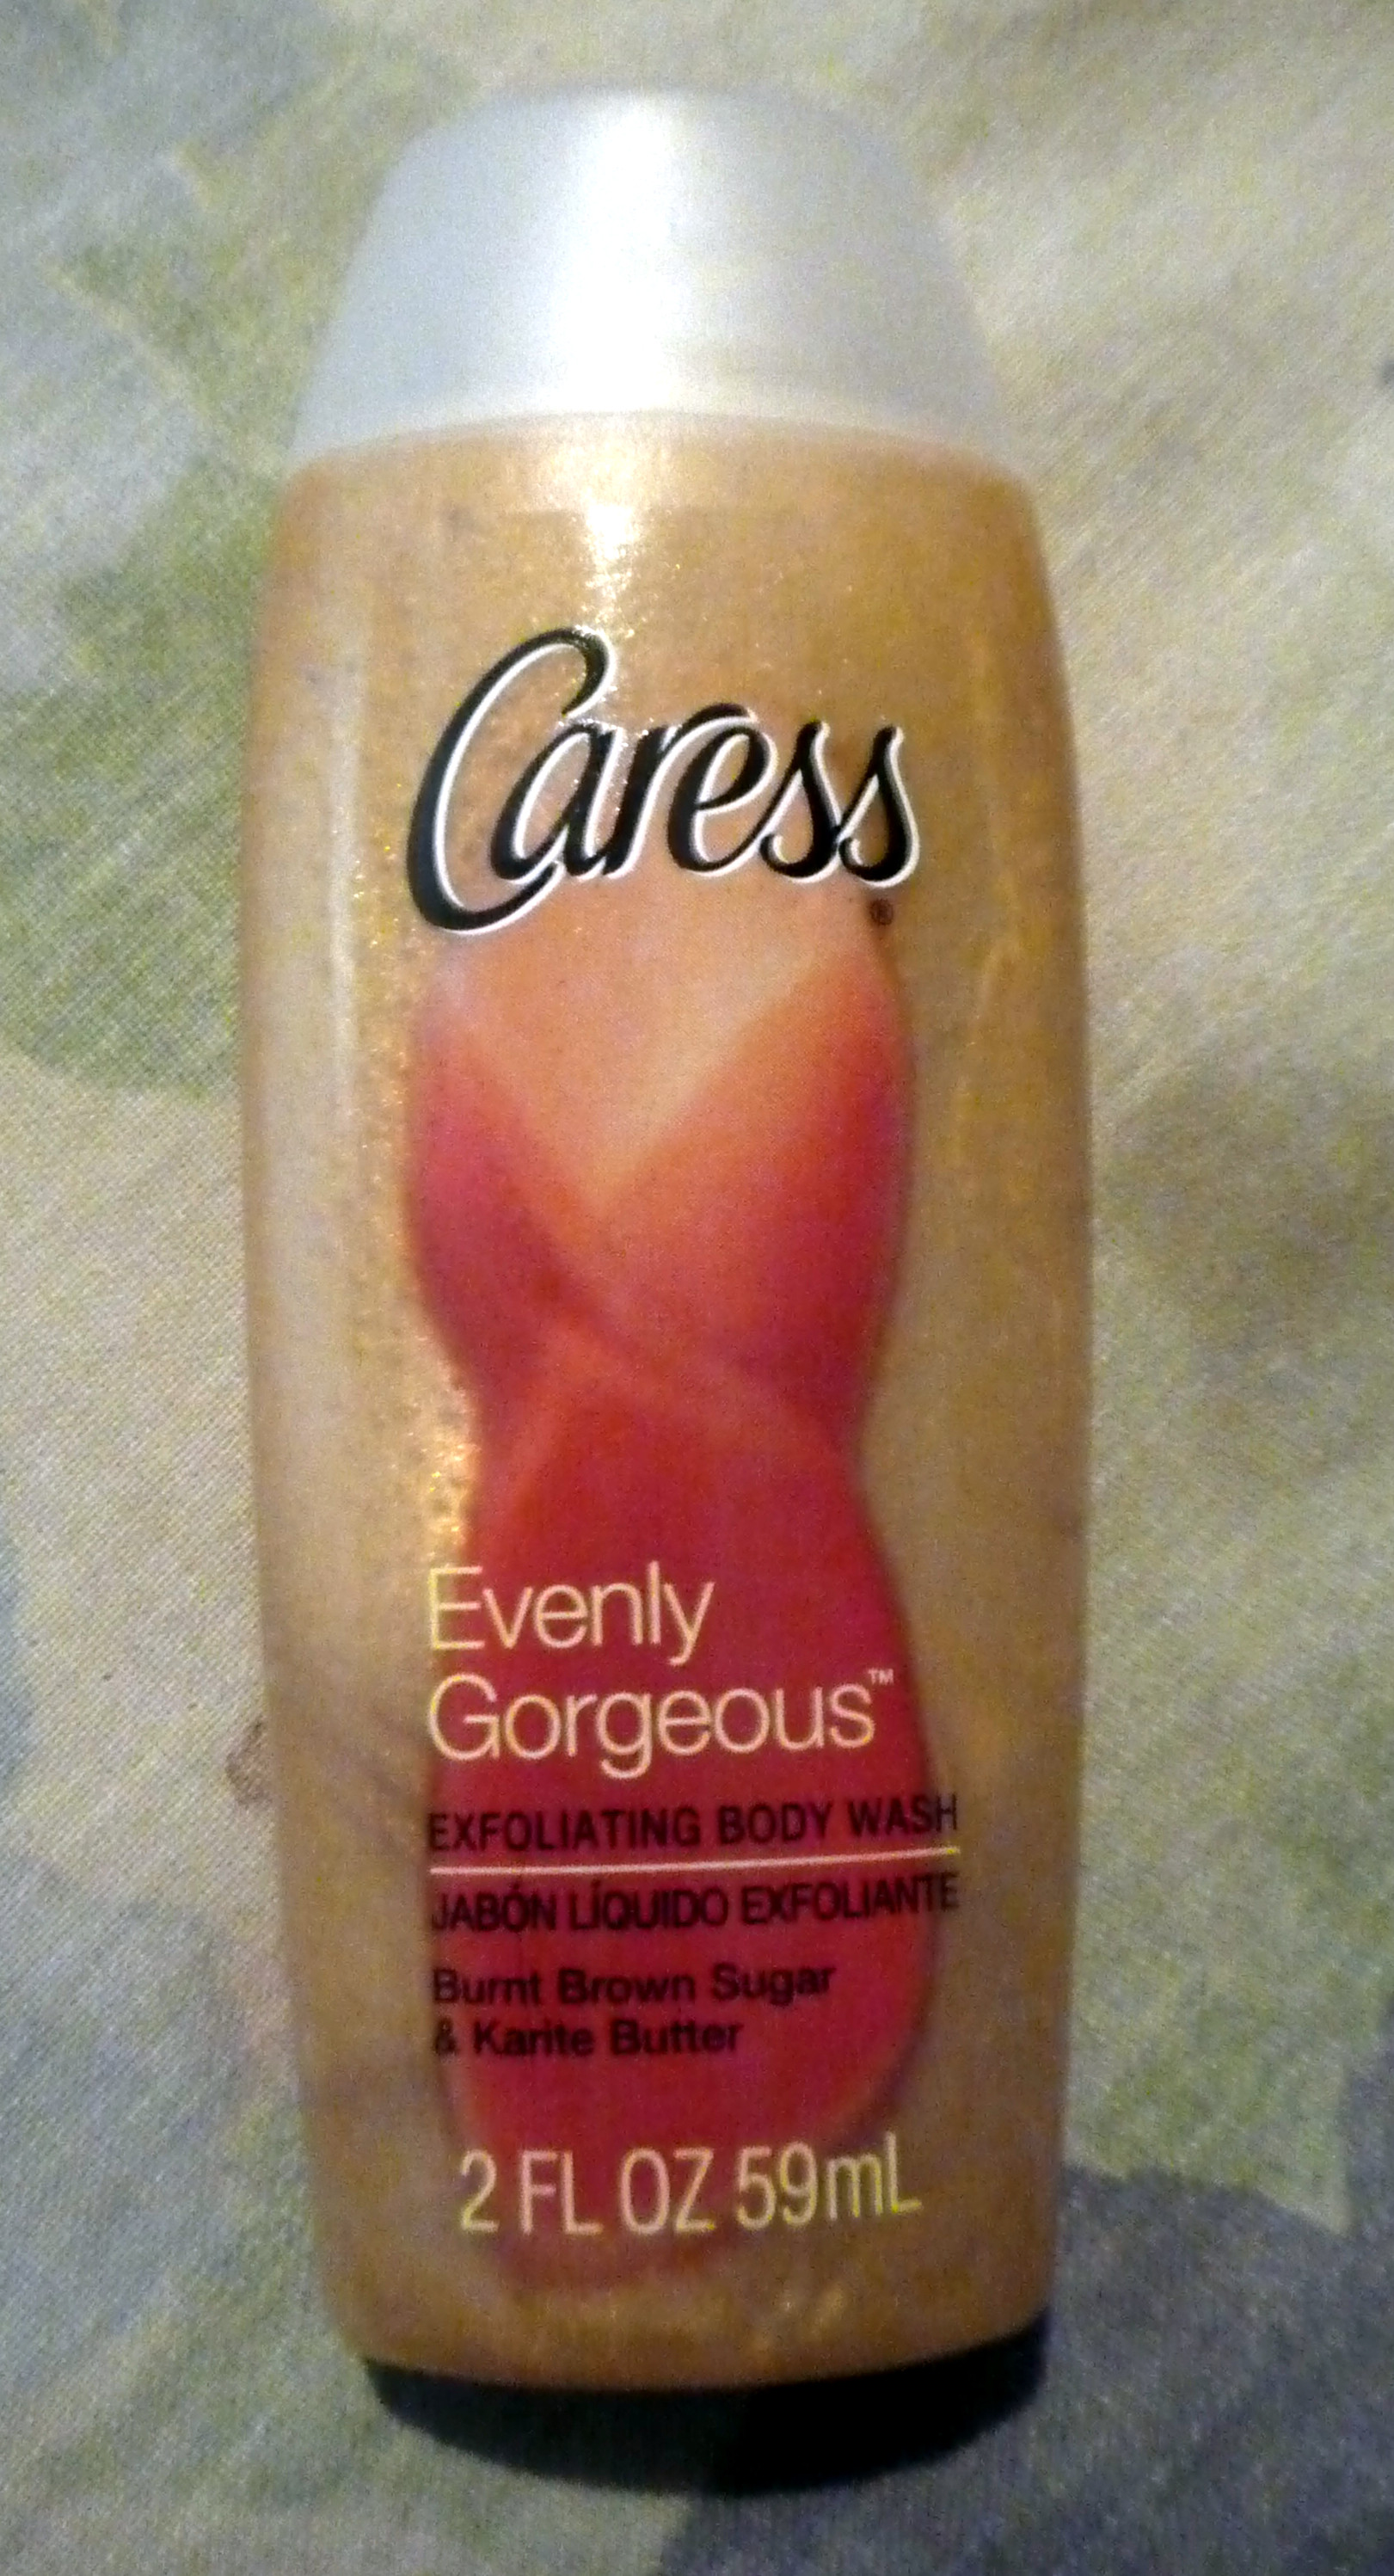 Caress®
Evenly
Gorgeous™
EXFOLIATING BODY WASH
JABÓN LÍQUIDO EXFOLIANTE
Burnt Brown Sugar
& Karite Butter
2 FL OZ 59mL